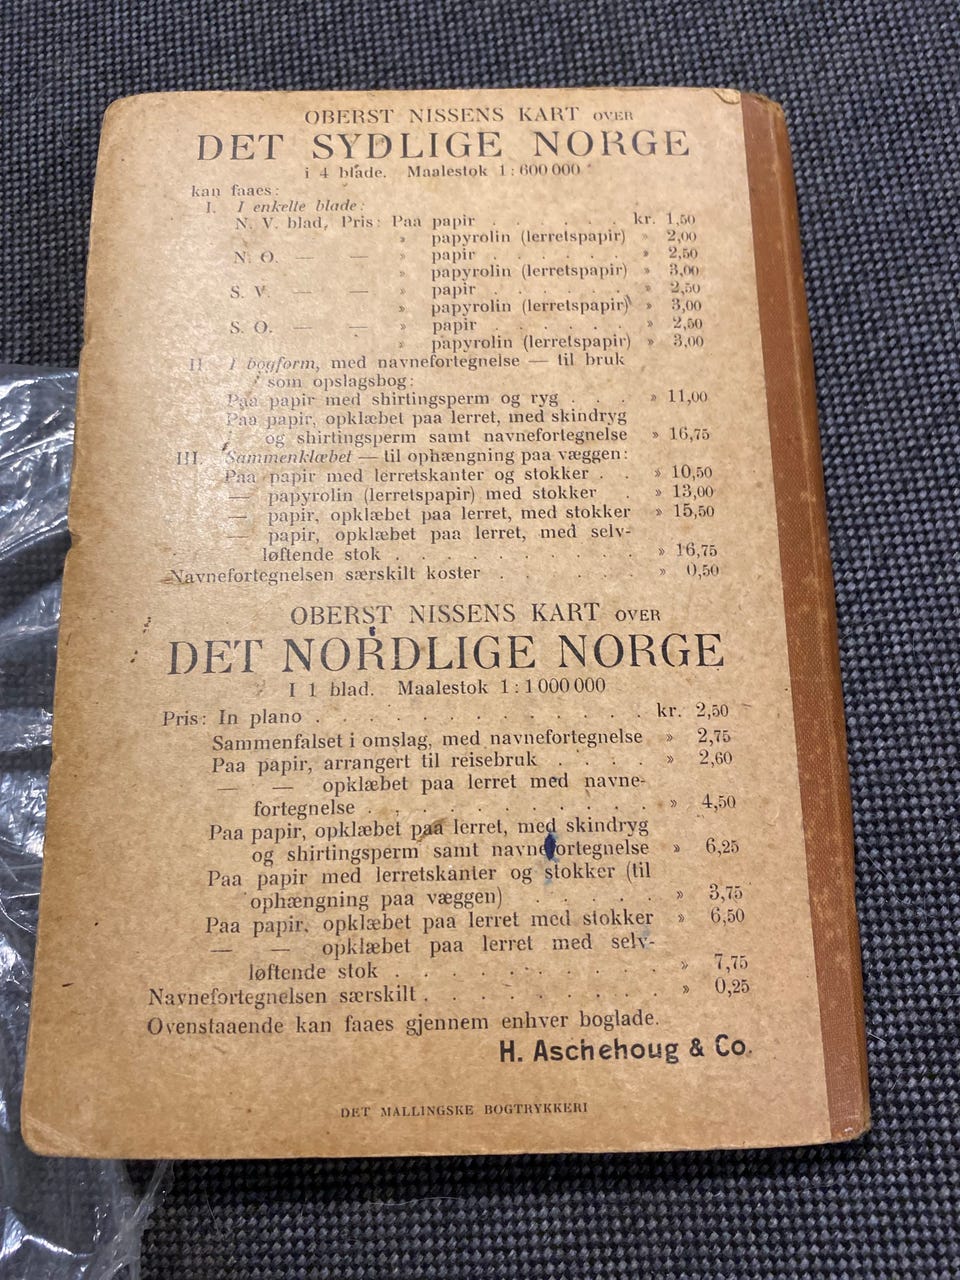 OBERST NISSENS KART OVER
DET SYDLIGE NORGE
i 4 blade. Maalestok 1 : 600 000
kan faaes:
I. I enkelte blade:
N. V. blad, Pris: Paa papir . . . . . . kr. 1,50
» papyrolin (lerretspapir) » 2,00
N. O. — — » papir . . . . . . » 2,50
» papyrolin (lerretspapir) » 3,00
S. V. — — » papir . . . . . . » 2,50
» papyrolin (lerretspapir) » 3,00
S. O. — — » papir . . . . . . » 2,50
» papyrolin (lerretspapir) » 3,00
II. I bogform, med navnefortegnelse — til bruk
som opslagsbog:
Paa papir med shirtingsperm og ryg . . . » 11,00
Paa papir, opklæbet paa lerret, med skindryg
og shirtingsperm samt navnefortegnelse » 16,75
III. Sammenklæbet — til ophængning paa væggen:
Paa papir med lerretskanter og stokker . . » 10,50
— papyrolin (lerretspapir) med stokker . » 13,00
— papir, opklæbet paa lerret, med stokker » 15,50
— papir, opklæbet paa lerret, med selv-
løftende stok . . . . . . . . . . » 16,75
Navnefortegnelsen særskilt koster . . . . . . » 0,50
OBERST NISSENS KART OVER
DET NORDLIGE NORGE
I 1 blad. Maalestok 1 : 1 000 000
Pris: In plano . . . . . . . . . . . . . kr. 2,50
Sammenfalset i omslag, med navnefortegnelse » 2,75
Paa papir, arrangert til reisebruk . . . . » 2,60
— — opklæbet paa lerret med navne-
fortegnelse . . . . . . . . . . . » 4,50
Paa papir, opklæbet paa lerret, med skindryg
og shirtingsperm samt navnefortegnelse » 6,25
Paa papir med lerretskanter og stokker (til
ophængning paa væggen) . . . . . » 3,75
Paa papir, opklæbet paa lerret med stokker » 6,50
— — opklæbet paa lerret med selv-
løftende stok . . . . . . . . . . » 7,75
Navnefortegnelsen særskilt . . . . . . . . . » 0,25
Ovenstaaende kan faaes gjennem enhver boglade.
H. Aschehoug & Co.
DET MALLINGSKE BOGTRYKKERI